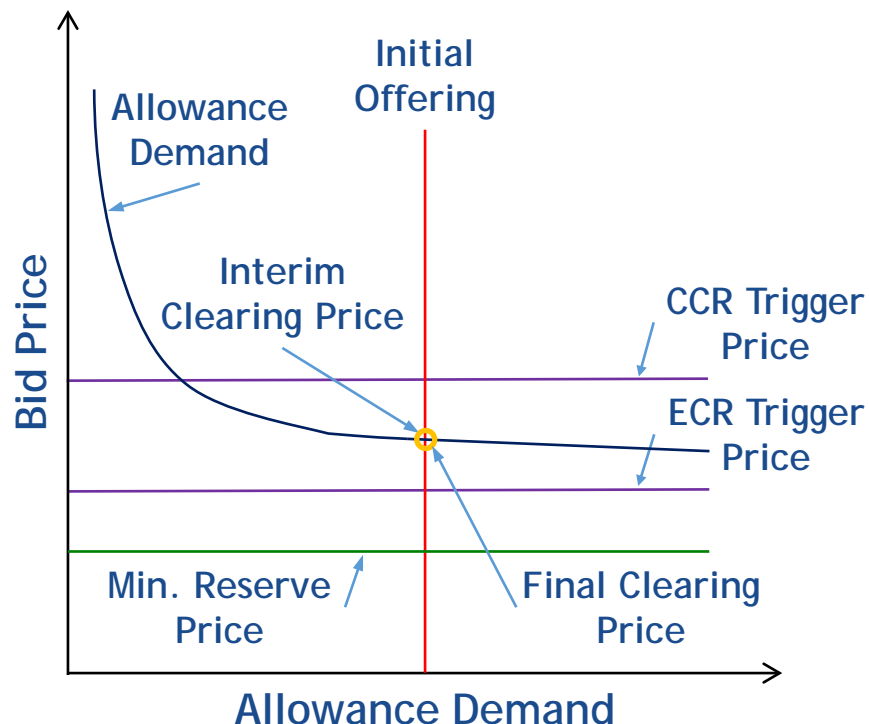 Initial
Offering
Allowance
Demand
Interim
Clearing Price
CCR Trigger
Price
ECR Trigger
Price
Bid Price
Min. Reserve
Price
Final Clearing
Price
Allowance Demand